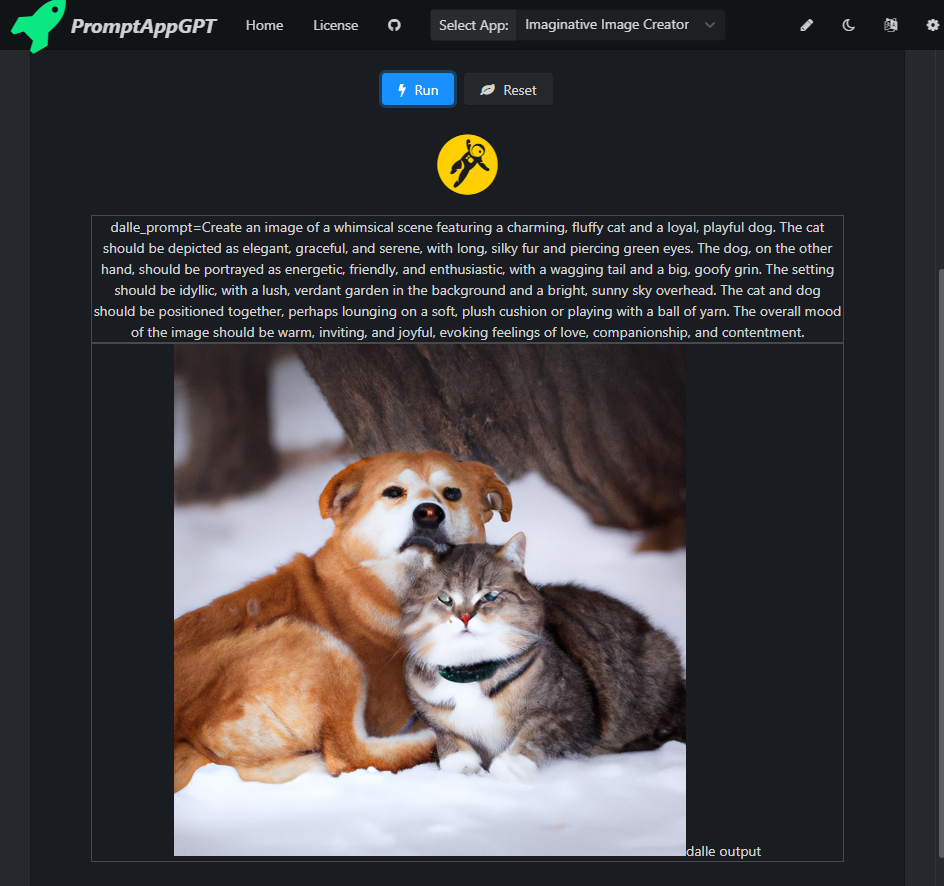 PromptAppGPT Home License Select App: Imaginative Image Creator
Run Reset
dalle_prompt=Create an image of a whimsical scene featuring a charming, fluffy cat and a loyal, playful dog. The cat
should be depicted as elegant, graceful, and serene, with long, silky fur and piercing green eyes. The dog, on the other
hand, should be portrayed as energetic, friendly, and enthusiastic, with a wagging tail and a big, goofy grin. The setting
should be idyllic, with a lush, verdant garden in the background and a bright, sunny sky overhead. The cat and dog
should be positioned together, perhaps lounging on a soft, plush cushion or playing with a ball of yarn. The overall mood
of the image should be warm, inviting, and joyful, evoking feelings of love, companionship, and contentment.
dalle output